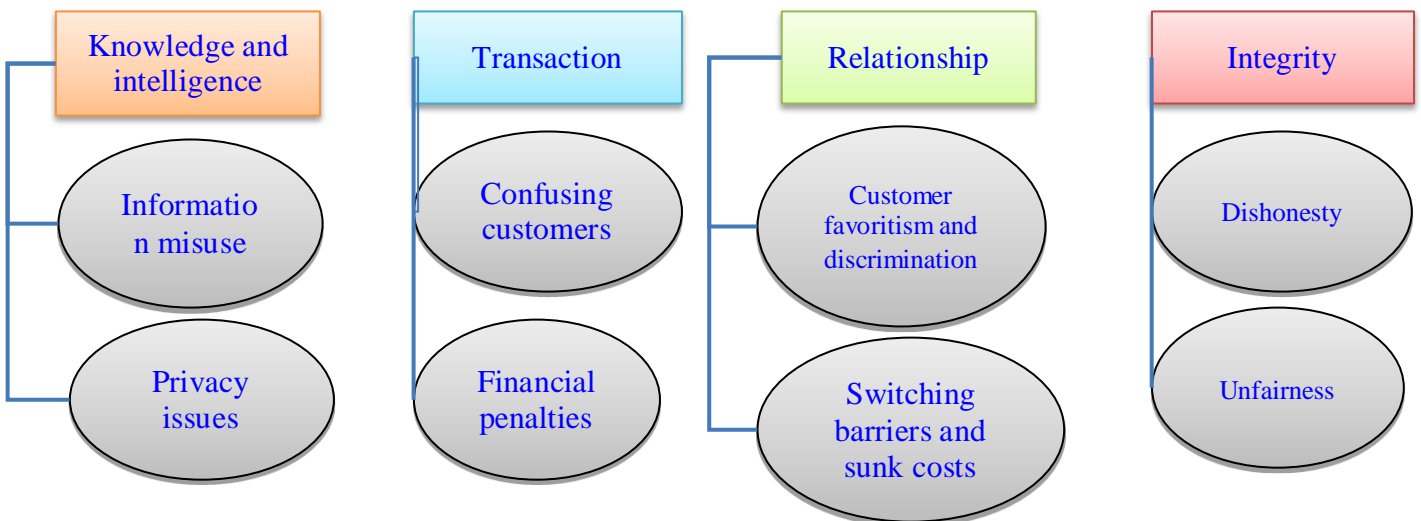 Knowledge and
intelligence
Transaction
Relationship
Integrity
Informatio
n misuse
Confusing
customers
Customer
favoritism and
discrimination
Dishonesty
Privacy
issues
Financial
penalties
Switching
barriers and
sunk costs
Unfairness